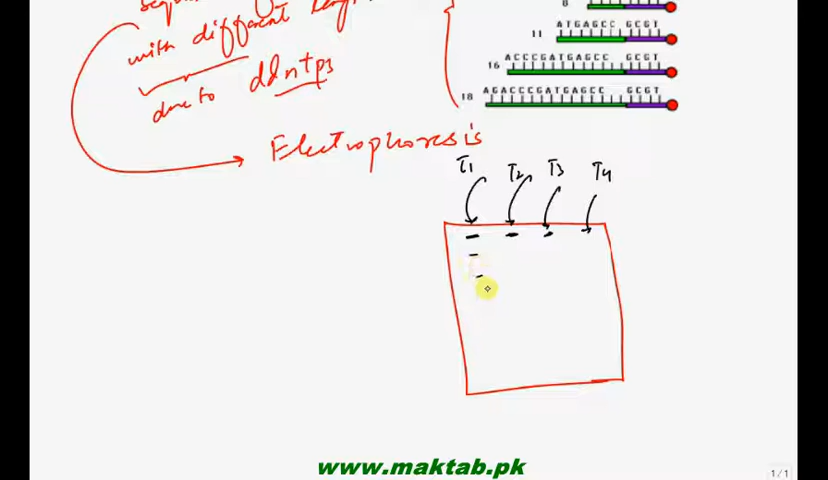 with different
due to ddntps
Electrophoresis
8
11 ATGAGCC GCGT
16 ACCCGATGAGCC GCGT
18 AGACCCGATGAGCC GCGT
T1 T2 T3 T4
www.maktab.pk
1/1